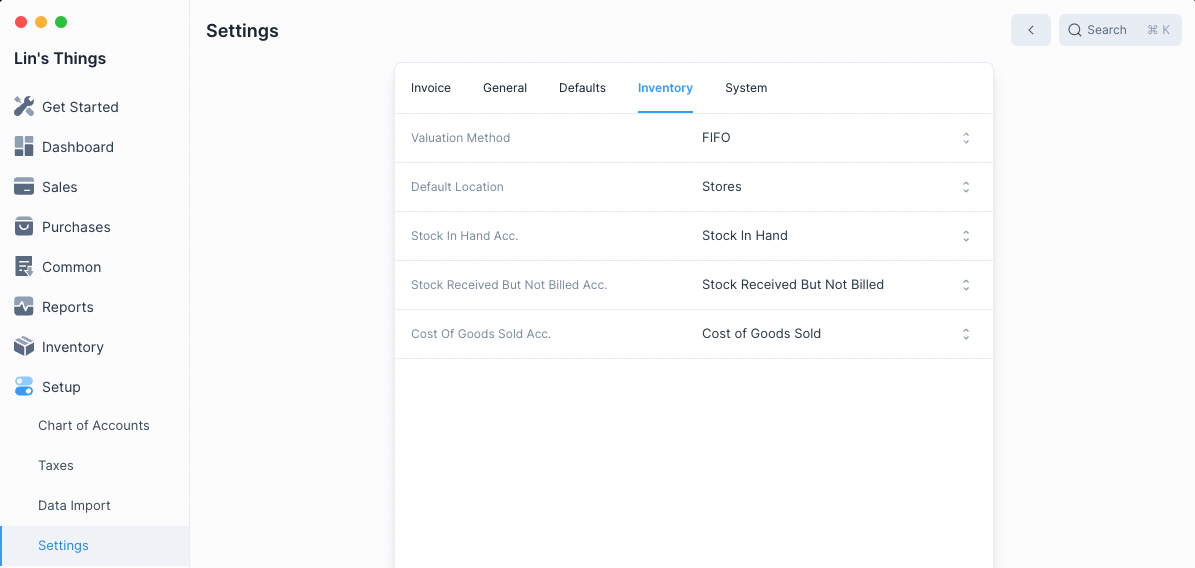 Lin's Things
Get Started
Dashboard
Sales
Purchases
Common
Reports
Inventory
Setup
Chart of Accounts
Taxes
Data Import
Settings
Settings
Search ⌘ K
Invoice General Defaults Inventory System
Valuation Method FIFO
Default Location Stores
Stock In Hand Acc. Stock In Hand
Stock Received But Not Billed Acc. Stock Received But Not Billed
Cost Of Goods Sold Acc. Cost of Goods Sold